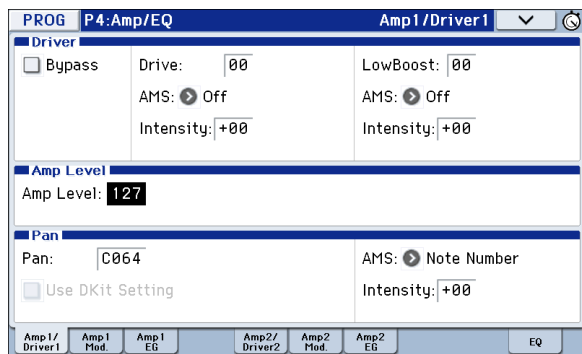 PROG P4:Amp/EQ Amp1/Driver1
Driver
Bypass Drive: 00 LowBoost: 00
AMS: Off AMS: Off
Intensity: +00 Intensity: +00
Amp Level
Amp Level: 127
Pan
Pan: C064 AMS: Note Number
Use DKit Setting Intensity: +00
Amp1/ Amp1 Amp1 Amp2/ Amp2 Amp2 EQ
Driver1 Mod. EG Driver2 Mod. EG